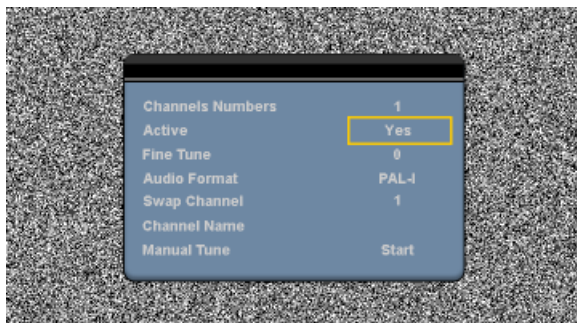 Channels Numbers 1
Active Yes
Fine Tune 0
Audio Format PAL-I
Swap Channel 1
Channel Name
Manual Tune Start